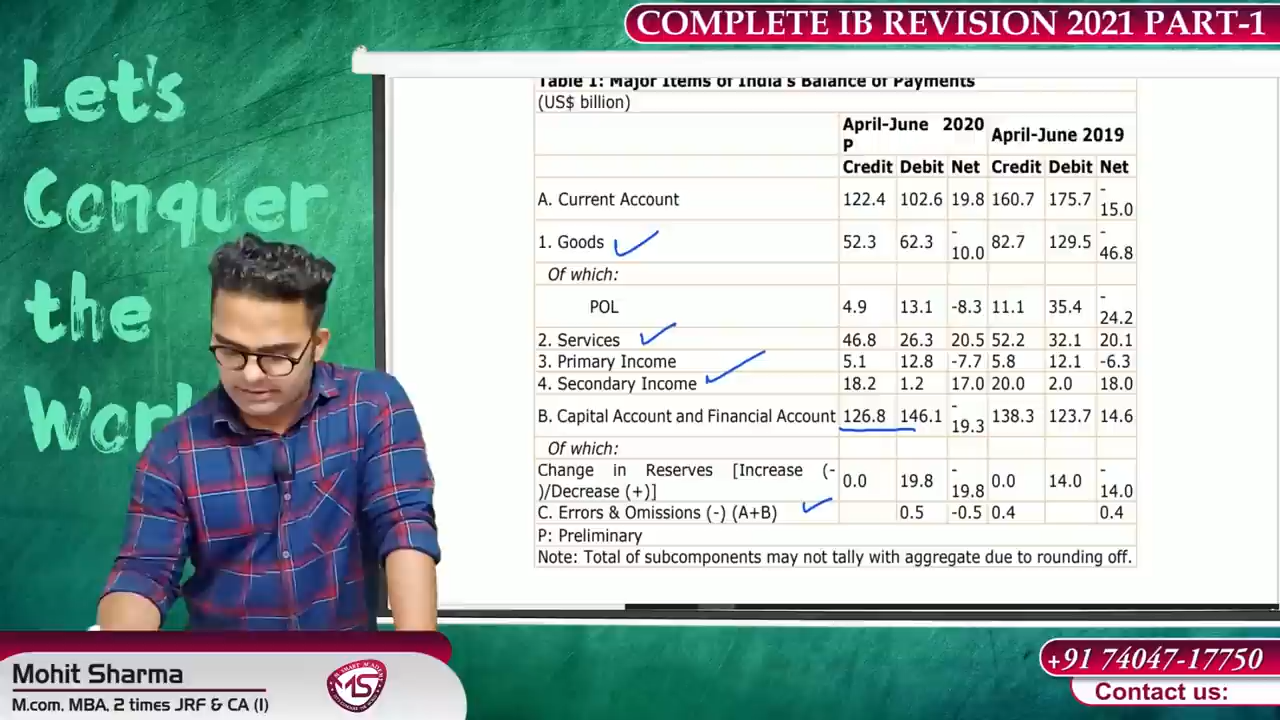 COMPLETE IB REVISION 2021 PART-1
Let's
Conquer
the
Table 1: Major Items of India's Balance of Payments
(US$ billion)
April-June 2020 P April-June 2019
Credit Debit Net Credit Debit Net
A. Current Account 122.4 102.6 19.8 160.7 175.7 -15.0
1. Goods 52.3 62.3 -10.0 82.7 129.5 -46.8
Of which:
POL 4.9 13.1 -8.3 11.1 35.4 -24.2
2. Services 46.8 26.3 20.5 52.2 32.1 20.1
3. Primary Income 5.1 12.8 -7.7 5.8 12.1 -6.3
4. Secondary Income 18.2 1.2 17.0 20.0 2.0 18.0
B. Capital Account and Financial Account 126.8 146.1 -19.3 138.3 123.7 14.6
Of which:
Change in Reserves [Increase (-
)/Decrease (+)] 0.0 19.8 -19.8 0.0 14.0 -14.0
C. Errors & Omissions (-) (A+B) 0.5 -0.5 0.4 0.4
P: Preliminary
Note: Total of subcomponents may not tally with aggregate due to rounding off.
Mohit Sharma
M.com, MBA, 2 times JRF & CA (I)
MS
+91 74047-17750
Contact us: